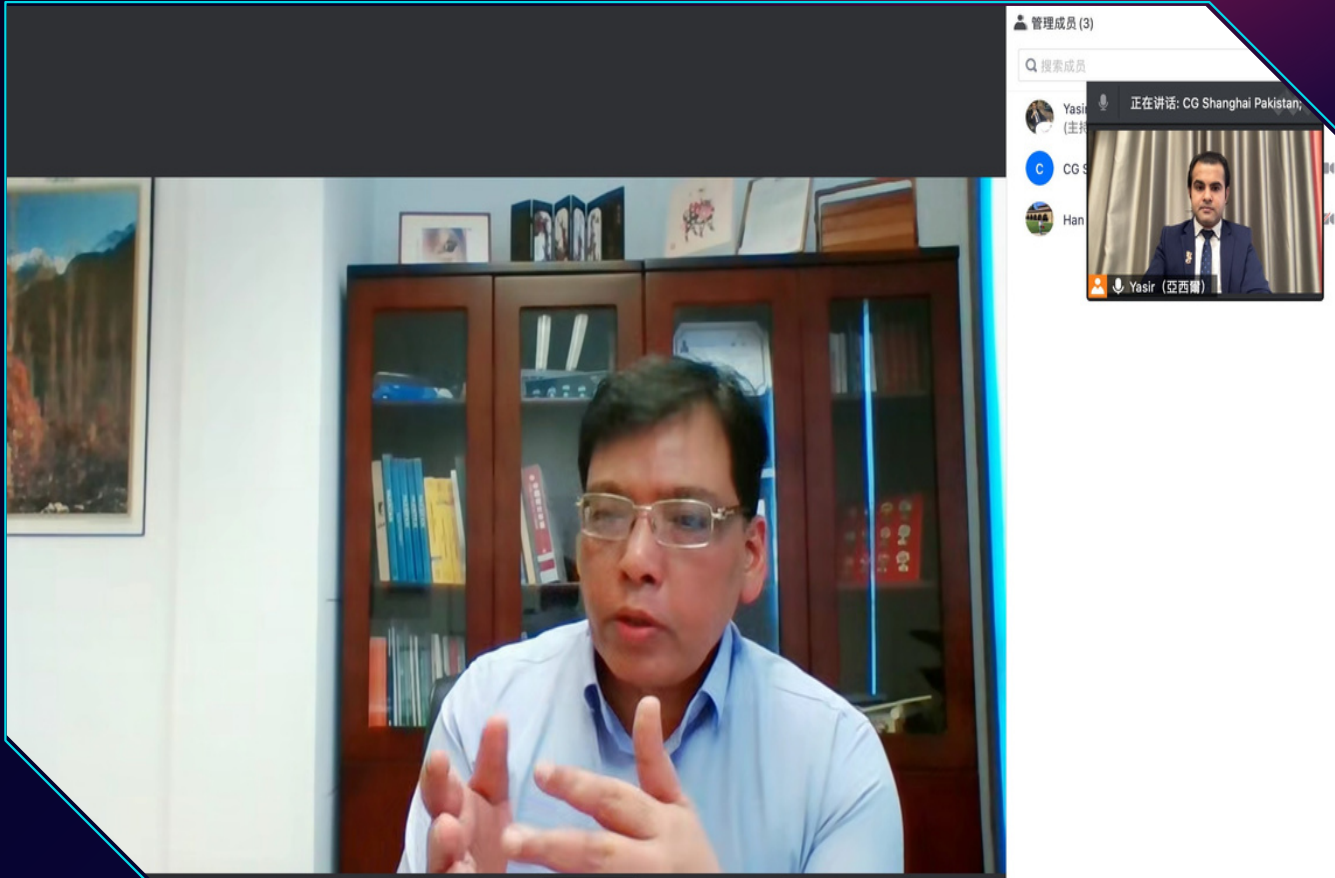 管理成员 (3)
搜索成员
正在讲话: CG Shanghai Pakistan;
Yasir
(主持
C
CG S
Han
Yasir（亞西爾）